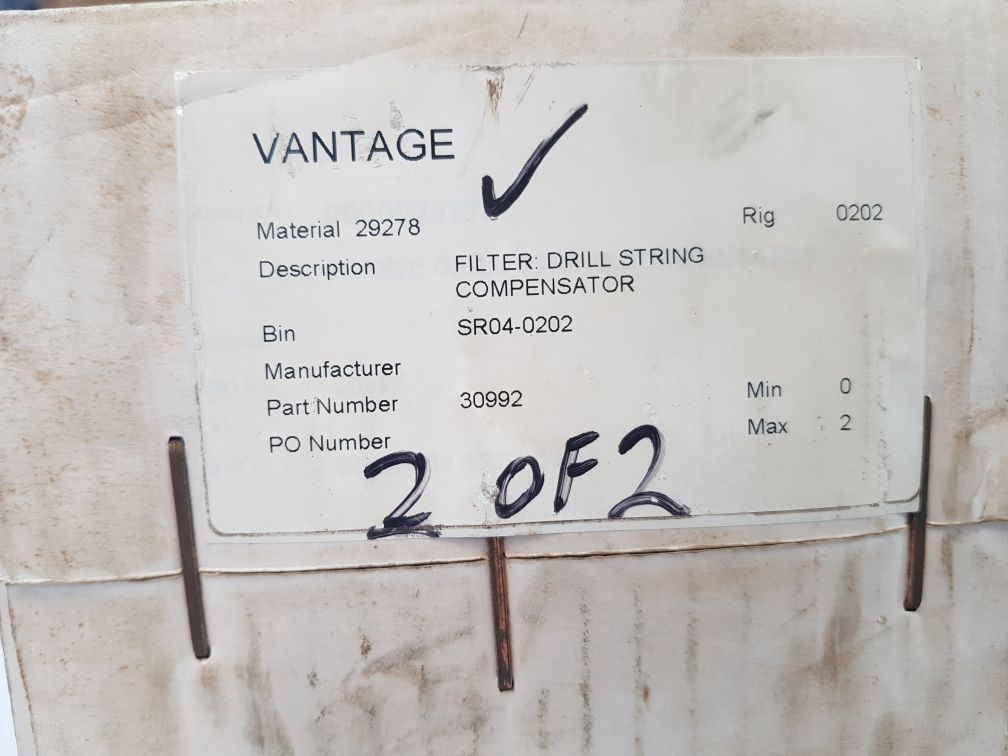 VANTAGE
Material 29278
Rig 0202
Description FILTER: DRILL STRING
COMPENSATOR
Bin SR04-0202
Manufacturer
Part Number 30992
Min 0
PO Number
Max 2
2 OF 2